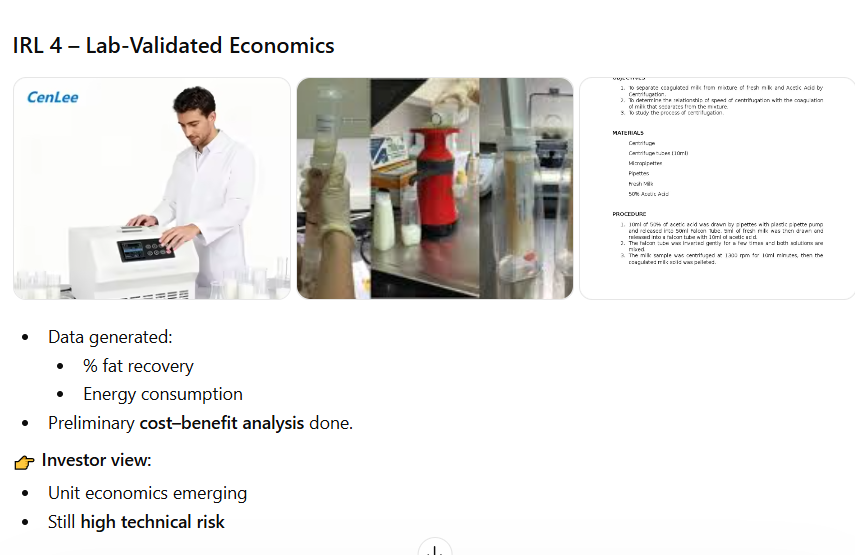 IRL 4 – Lab-Validated Economics
CenLee
OBJECTIVES
1. To separate coagulated milk from mixture of fresh milk and Acetic Acid by
Centrifugation.
2. To determine the relationship of speed of centrifugation with the coagulation
of milk that separates from the mixture.
3. To study the process of centrifugation.
MATERIALS
Centrifuge
Centrifuge tubes (10ml)
Micropipettes
Pipettes
Fresh Milk
50% Acetic Acid
PROCEDURE
1. 10ml of 50% of acetic acid was drawn by pipettes with plastic pipette pump
and released into 50ml Falcon Tube. 5ml of fresh milk was then drawn and
released into a falcon tube with 10ml of acetic acid.
2. The falcon tube was inverted gently for a few times and both solutions are
mixed.
3. The milk sample was centrifuged at 1300 rpm for 10ml minutes, then the
coagulated milk solid was pelleted.
• Data generated:
• % fat recovery
• Energy consumption
• Preliminary cost–benefit analysis done.
👉 Investor view:
• Unit economics emerging
• Still high technical risk